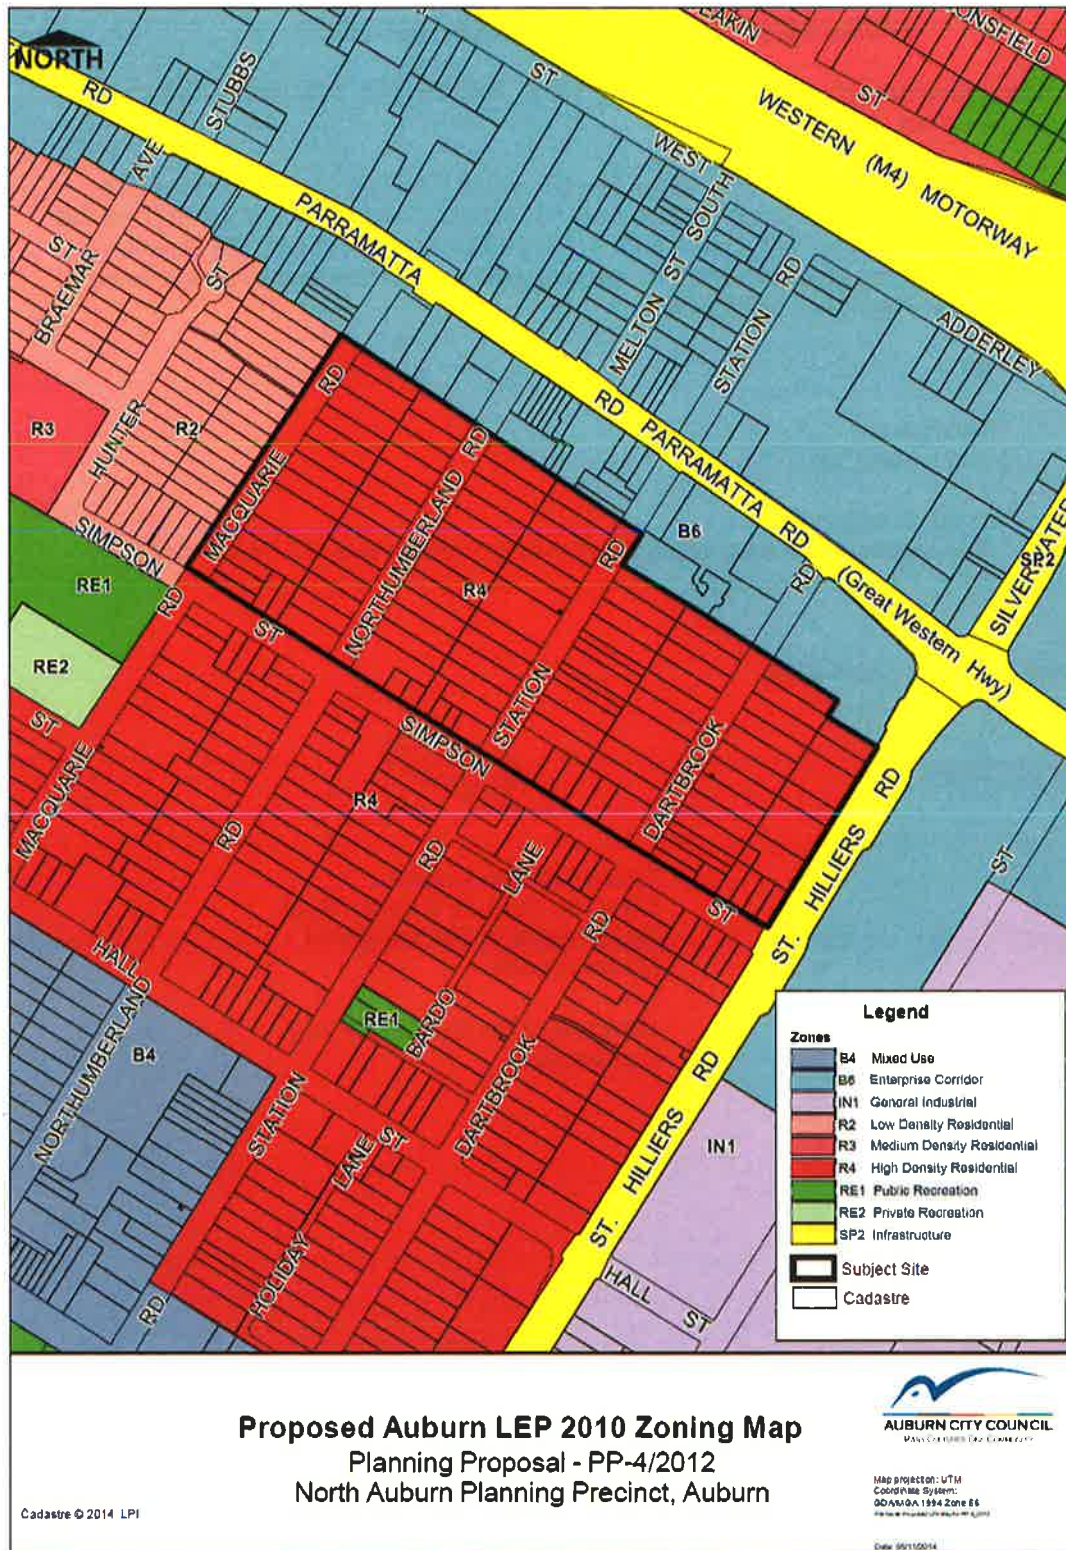 NORTH
RD
STUBBS
AVE
ST
WEST
ST
WESTERN (M4) MOTORWAY
PARRAMATTA
MELTON ST SOUTH
STATION RD
ADDERLEY
ST
BRAEMAR
ST
HUNTER
R3
R2
RD
MACQUARIE
RD PARRAMATTA RD
(Great Western Hwy)
SILVERWATER
SP2
NORTHUMBERLAND RD
B6
RD
RD
SIMPSON
RE1
RD
ST
R4
RE2
ST
STATION
SIMPSON
DARTBROOK
MACQUARIE
RD
R4
RD
LANE
RD
ST
ST. HILLIERS RD
ST
HALL
NORTHUMBERLAND
B4
RE1
BARDO
DARTBROOK
STATION
LANE
ST
HOLIDAY
RD
ST. HILLIERS RD
IN1
HALL ST
Legend
Zones
B4 Mixed Use
B6 Enterprise Corridor
IN1 General Industrial
R2 Low Density Residential
R3 Medium Density Residential
R4 High Density Residential
RE1 Public Recreation
RE2 Private Recreation
SP2 Infrastructure
Subject Site
Cadastre
Proposed Auburn LEP 2010 Zoning Map
Planning Proposal - PP-4/2012
North Auburn Planning Precinct, Auburn
Cadastre © 2014 LPI
AUBURN CITY COUNCIL
Map projection: UTM
Coordinate System:
GDA/MGA 1994 Zone 56